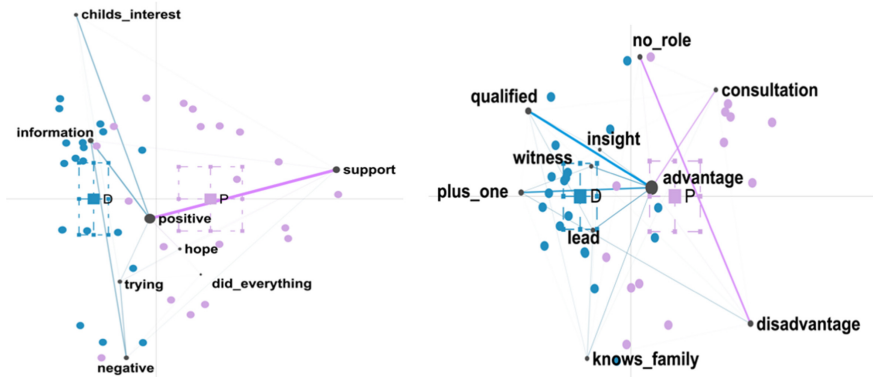 childs_interest
information
support
D
P
positive
hope
did_everything
trying
negative
no_role
consultation
qualified
insight
witness
advantage
plus_one
D
P
lead
disadvantage
knows_family